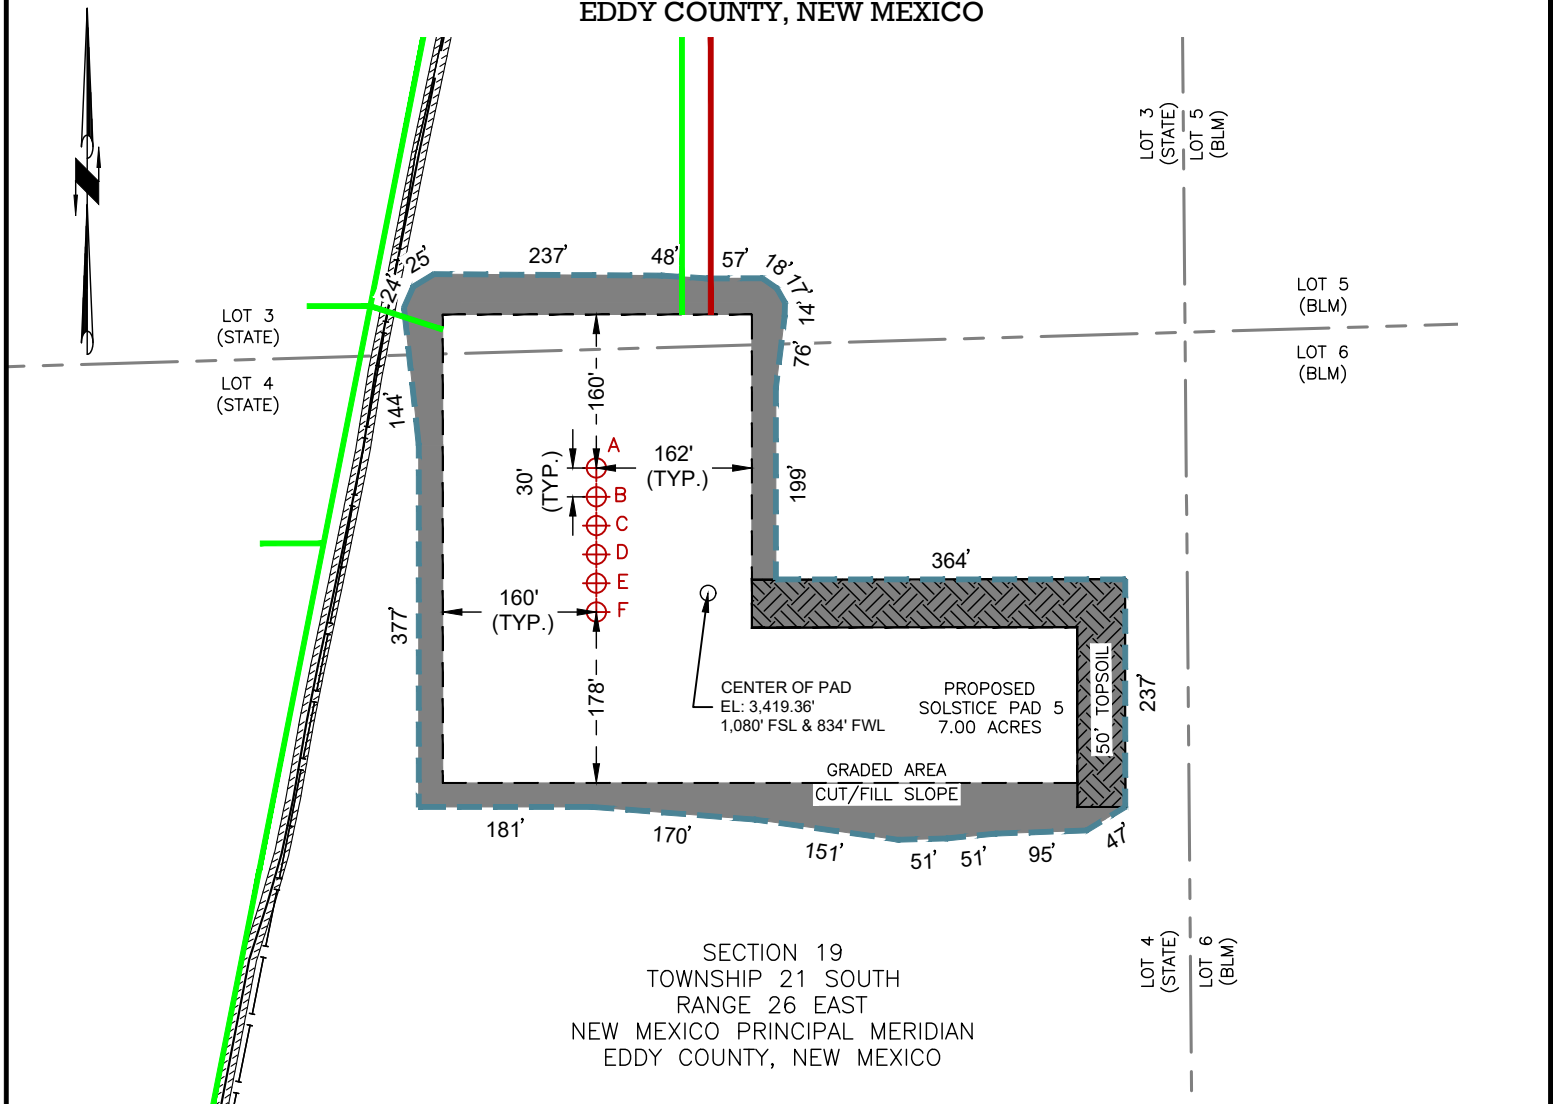 EDDY COUNTY, NEW MEXICO
N
LOT 3
(STATE)
LOT 5
(BLM)
24'
25'
237'
48'
57'
18'
17'
14'
76'
LOT 3
(STATE)
LOT 5
(BLM)
LOT 4
(STATE)
LOT 6
(BLM)
144'
160'
A
162'
(TYP.)
30'
(TYP.)
B
C
D
E
F
199'
364'
160'
(TYP.)
377'
178'
CENTER OF PAD
EL: 3,419.36'
1,080' FSL & 834' FWL
PROPOSED
SOLSTICE PAD 5
7.00 ACRES
50' TOPSOIL
237'
GRADED AREA
CUT/FILL SLOPE
181'
170'
151'
51'
51'
95'
47'
LOT 4
(STATE)
LOT 6
(BLM)
SECTION 19
TOWNSHIP 21 SOUTH
RANGE 26 EAST
NEW MEXICO PRINCIPAL MERIDIAN
EDDY COUNTY, NEW MEXICO